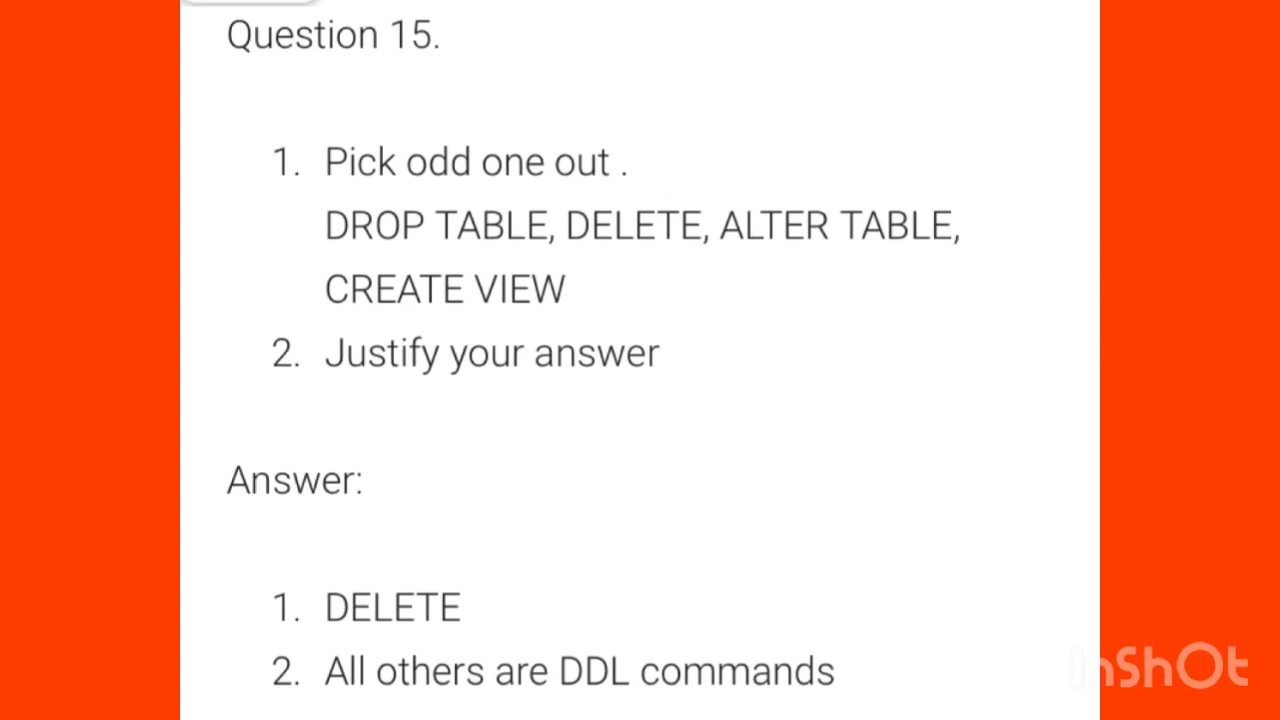 Question 15.
1. Pick odd one out .
DROP TABLE, DELETE, ALTER TABLE,
CREATE VIEW
2. Justify your answer
Answer:
1. DELETE
2. All others are DDL commands
InShOt